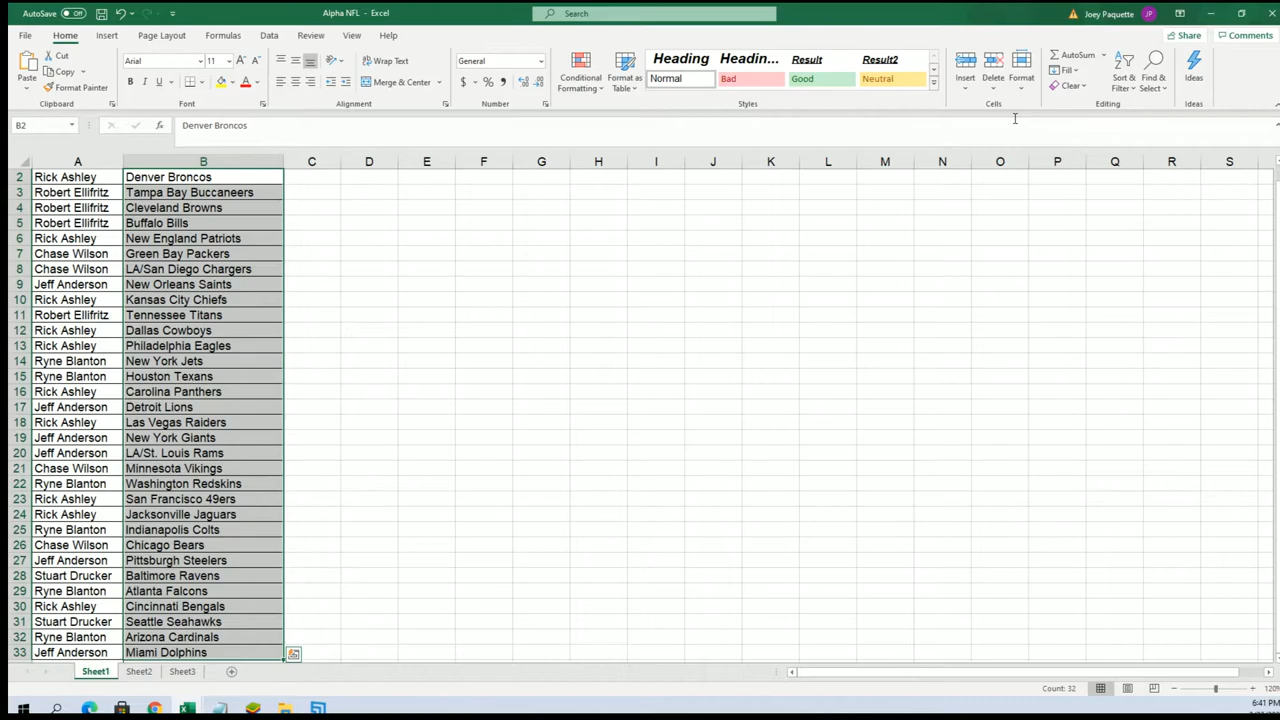 AutoSave Off Alpha NFL - Excel Search Joey Paquette JP
File Home Insert Page Layout Formulas Data Review View Help Share Comments
Paste Cut Copy Format Painter Clipboard
Arial 11 B I U A Font
Wrap Text Merge & Center Alignment
General $ % Number
Conditional Formatting Format as Table
Heading Headin... Result Result2
Normal Bad Good Neutral
Styles
Insert Delete Format Cells
AutoSum Fill Clear Sort & Filter Find & Select Editing
Ideas Ideas
B2 fx Denver Broncos
A B C D E F G H I J K L M N O P Q R S
2 Rick Ashley Denver Broncos
3 Robert Ellifritz Tampa Bay Buccaneers
4 Robert Ellifritz Cleveland Browns
5 Robert Ellifritz Buffalo Bills
6 Rick Ashley New England Patriots
7 Chase Wilson Green Bay Packers
8 Chase Wilson LA/San Diego Chargers
9 Jeff Anderson New Orleans Saints
10 Rick Ashley Kansas City Chiefs
11 Robert Ellifritz Tennessee Titans
12 Rick Ashley Dallas Cowboys
13 Rick Ashley Philadelphia Eagles
14 Ryne Blanton New York Jets
15 Ryne Blanton Houston Texans
16 Rick Ashley Carolina Panthers
17 Jeff Anderson Detroit Lions
18 Rick Ashley Las Vegas Raiders
19 Jeff Anderson New York Giants
20 Jeff Anderson LA/St. Louis Rams
21 Chase Wilson Minnesota Vikings
22 Ryne Blanton Washington Redskins
23 Rick Ashley San Francisco 49ers
24 Rick Ashley Jacksonville Jaguars
25 Ryne Blanton Indianapolis Colts
26 Chase Wilson Chicago Bears
27 Jeff Anderson Pittsburgh Steelers
28 Stuart Drucker Baltimore Ravens
29 Ryne Blanton Atlanta Falcons
30 Rick Ashley Cincinnati Bengals
31 Stuart Drucker Seattle Seahawks
32 Ryne Blanton Arizona Cardinals
33 Jeff Anderson Miami Dolphins
Sheet1 Sheet2 Sheet3
Count: 32
6:41 PM